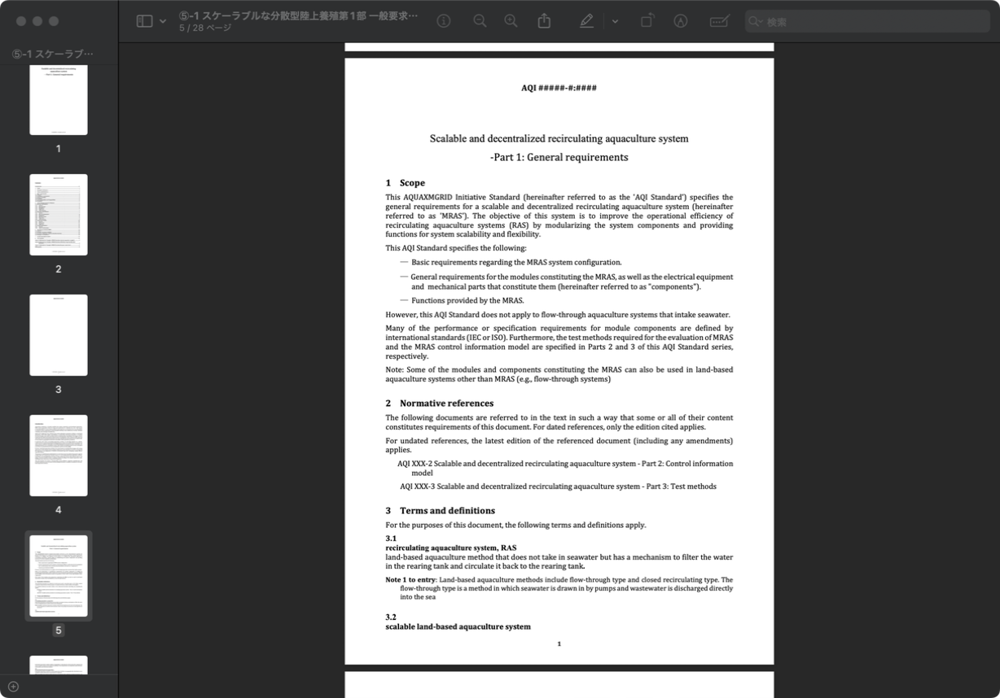 ⑤-1 スケーラブルな分散型陸上養殖第1部 一般要求…
5 / 28 ページ
検索
⑤-1 スケーラブ…
1
2
3
4
5
AQI #####-#:####
Scalable and decentralized recirculating aquaculture system
-Part 1: General requirements
1 Scope
This AQUAXMGRID Initiative Standard (hereinafter referred to as the 'AQI Standard') specifies the
general requirements for a scalable and decentralized recirculating aquaculture system (hereinafter
referred to as 'MRAS'). The objective of this system is to improve the operational efficiency of
recirculating aquaculture systems (RAS) by modularizing the system components and providing
functions for system scalability and flexibility.
This AQI Standard specifies the following:
— Basic requirements regarding the MRAS system configuration.
— General requirements for the modules constituting the MRAS, as well as the electrical equipment
and mechanical parts that constitute them (hereinafter referred to as "components").
— Functions provided by the MRAS.
However, this AQI Standard does not apply to flow-through aquaculture systems that intake seawater.
Many of the performance or specification requirements for module components are defined by
international standards (IEC or ISO). Furthermore, the test methods required for the evaluation of MRAS
and the MRAS control information model are specified in Parts 2 and 3 of this AQI Standard series,
respectively.
Note: Some of the modules and components constituting the MRAS can also be used in land-based
aquaculture systems other than MRAS (e.g., flow-through systems)
2 Normative references
The following documents are referred to in the text in such a way that some or all of their content
constitutes requirements of this document. For dated references, only the edition cited applies.
For undated references, the latest edition of the referenced document (including any amendments)
applies.
AQI XXX-2 Scalable and decentralized recirculating aquaculture system - Part 2: Control information
model
AQI XXX-3 Scalable and decentralized recirculating aquaculture system - Part 3: Test methods
3 Terms and definitions
For the purposes of this document, the following terms and definitions apply.
3.1
recirculating aquaculture system, RAS
land-based aquaculture method that does not take in seawater but has a mechanism to filter the water
in the rearing tank and circulate it back to the rearing tank.
Note 1 to entry: Land-based aquaculture methods include flow-through type and closed recirculating type. The
flow-through type is a method in which seawater is drawn in by pumps and wastewater is discharged directly
into the sea
3.2
scalable land-based aquaculture system
1